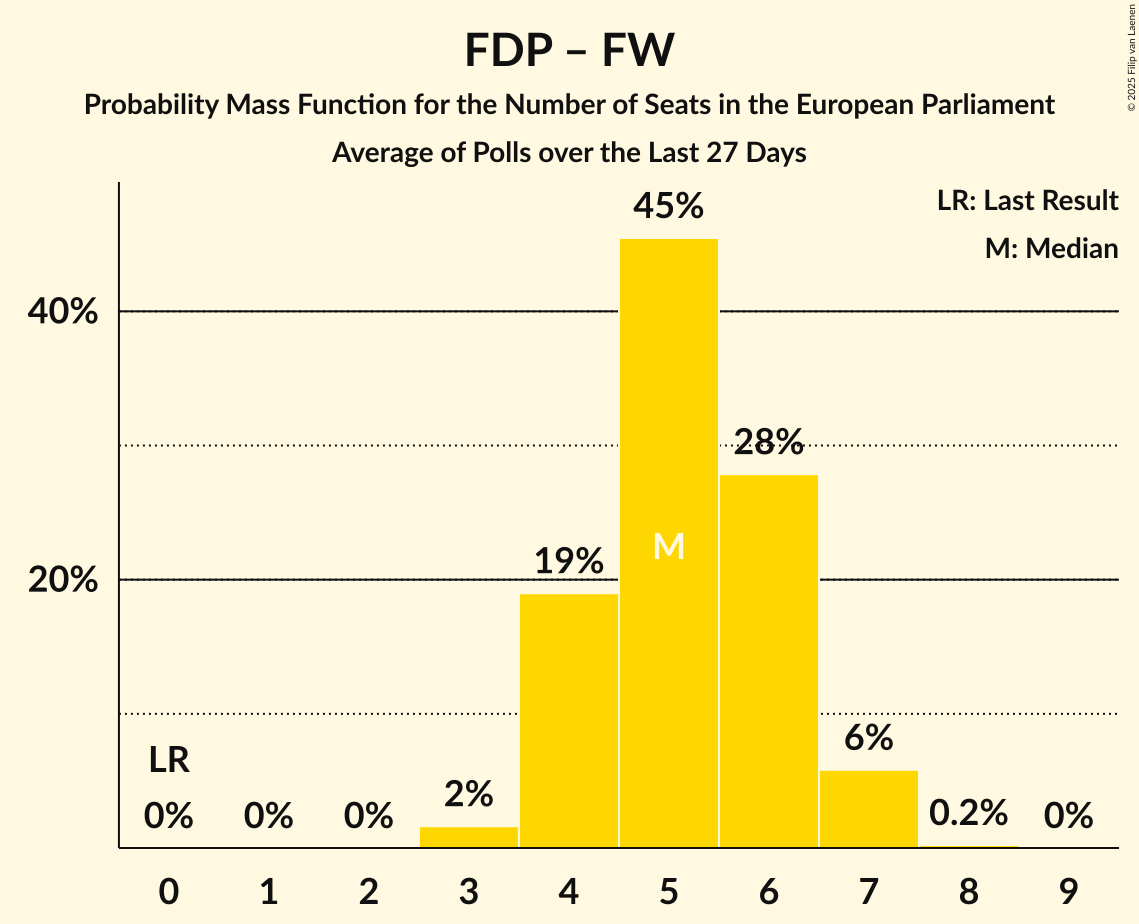 FDP – FW
Probability Mass Function for the Number of Seats in the European Parliament
Average of Polls over the Last 27 Days
© 2025 Filip van Laenen
LR: Last Result
M: Median
45%
40%
28%
M
19%
20%
LR
6%
0%
0%
0%
2%
0.2%
0%
0
1
2
3
4
5
6
7
8
9